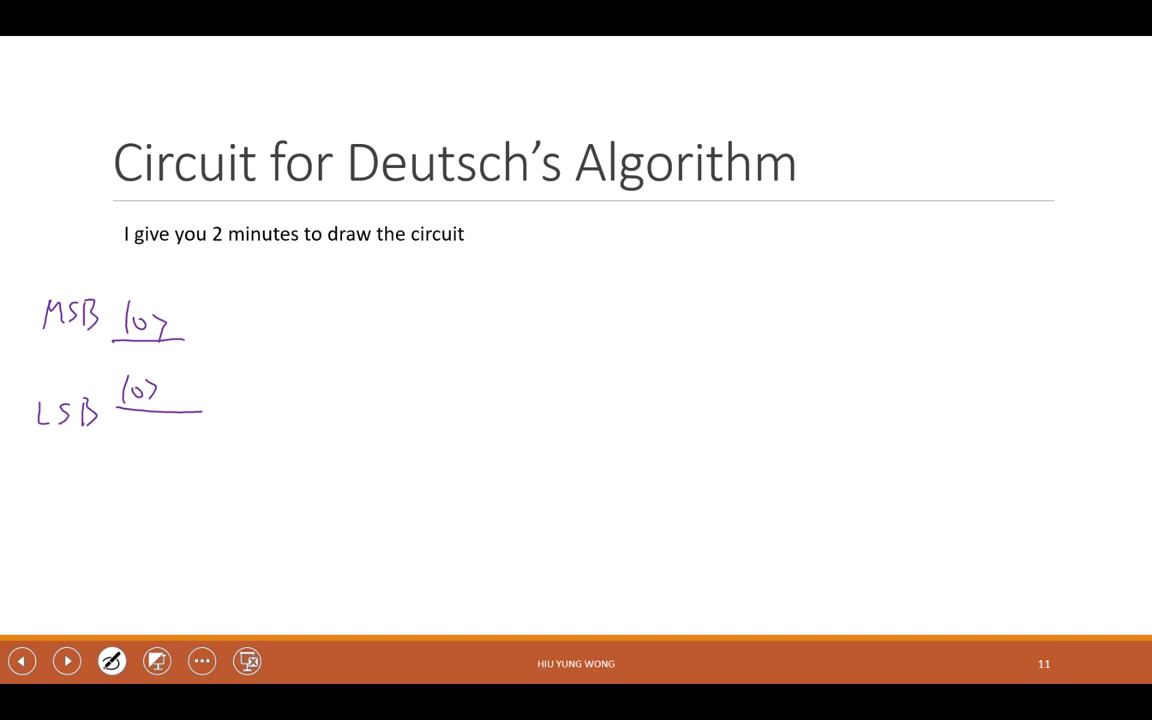 Circuit for Deutsch’s Algorithm
I give you 2 minutes to draw the circuit
MSB |0⟩
|0⟩
LSB
HIU YUNG WONG
11